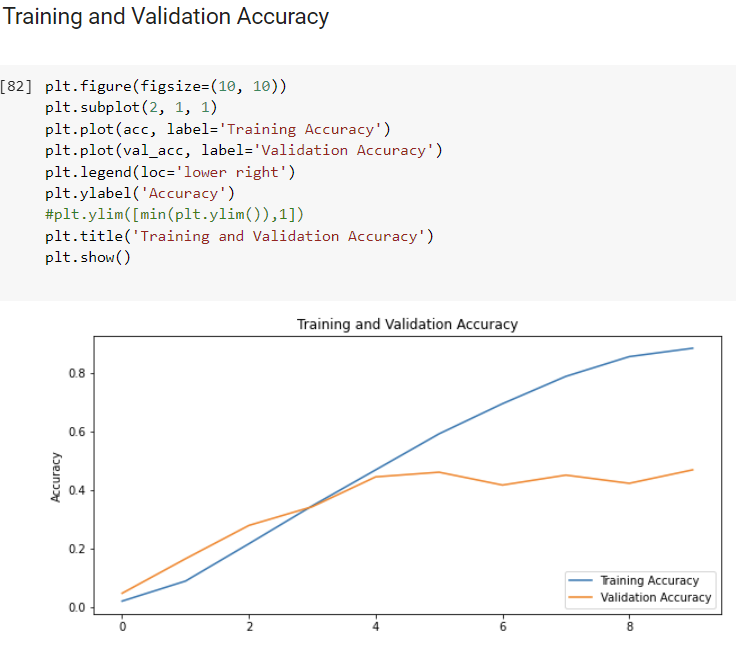 Training and Validation Accuracy
[82] plt.figure(figsize=(10, 10))
plt.subplot(2, 1, 1)
plt.plot(acc, label='Training Accuracy')
plt.plot(val_acc, label='Validation Accuracy')
plt.legend(loc='lower right')
plt.ylabel('Accuracy')
#plt.ylim([min(plt.ylim()),1])
plt.title('Training and Validation Accuracy')
plt.show()
Training and Validation Accuracy
0.8
0.6
Accuracy
0.4
0.2
0.0
Training Accuracy
Validation Accuracy
0 2 4 6 8